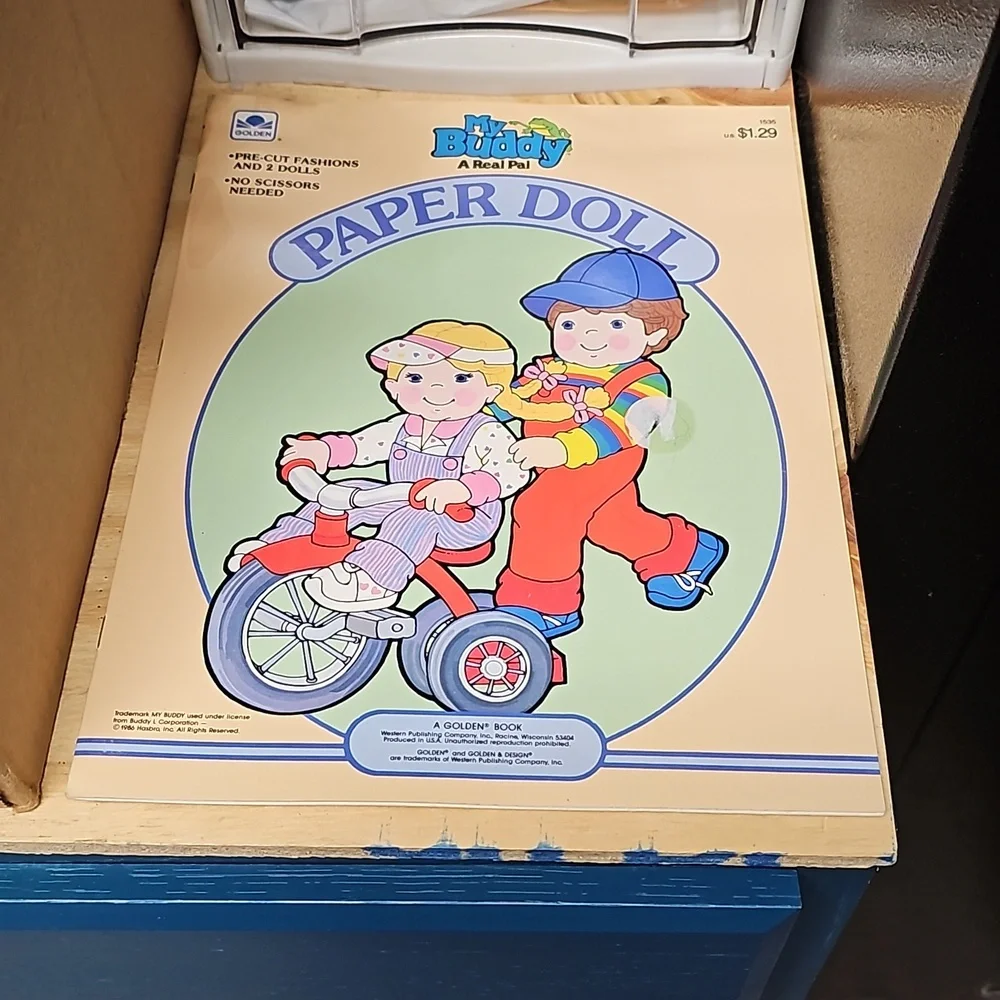 GOLDEN®
•PRE-CUT FASHIONS
AND 2 DOLLS
•NO SCISSORS
NEEDED
My
Buddy
A Real Pal
1535
U.S. $1.29
PAPER DOLL
Trademark MY BUDDY used under license
from Buddy L Corporation —
©1986 Hasbro, Inc. All Rights Reserved.
A GOLDEN® BOOK
Western Publishing Company, Inc., Racine, Wisconsin 53404
Produced in U.S.A. Unauthorized reproduction prohibited.
GOLDEN® and GOLDEN & DESIGN®
are trademarks of Western Publishing Company, Inc.